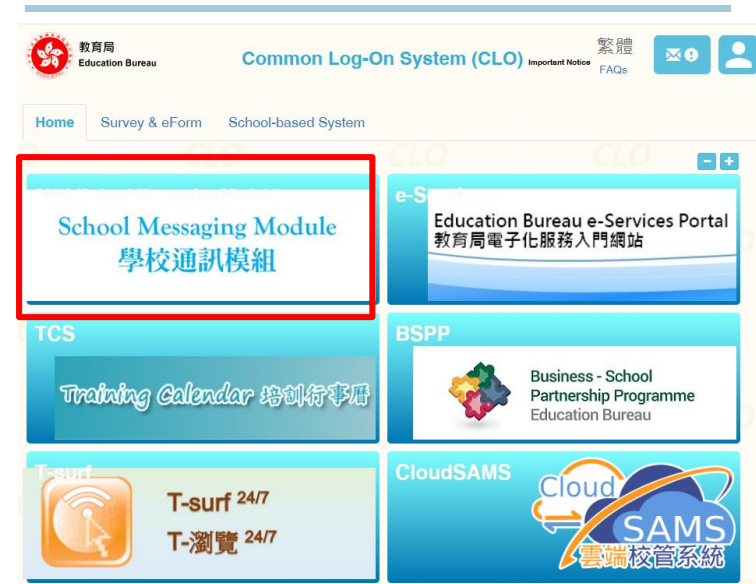 教育局
Education Bureau
Common Log-On System (CLO)
Important Notice
繁體
FAQs
Home
Survey & eForm
School-based System
CLO
CLO
CLO
School Messaging Module
學校通訊模組
Education Bureau e-Services Portal
教育局電子化服務入門網站
TCS
Training Calendar 培訓行事曆
BSPP
Business - School
Partnership Programme
Education Bureau
T-surf
T-surf 24/7
T-瀏覽 24/7
CloudSAMS
Cloud
SAMS
雲端校管系統